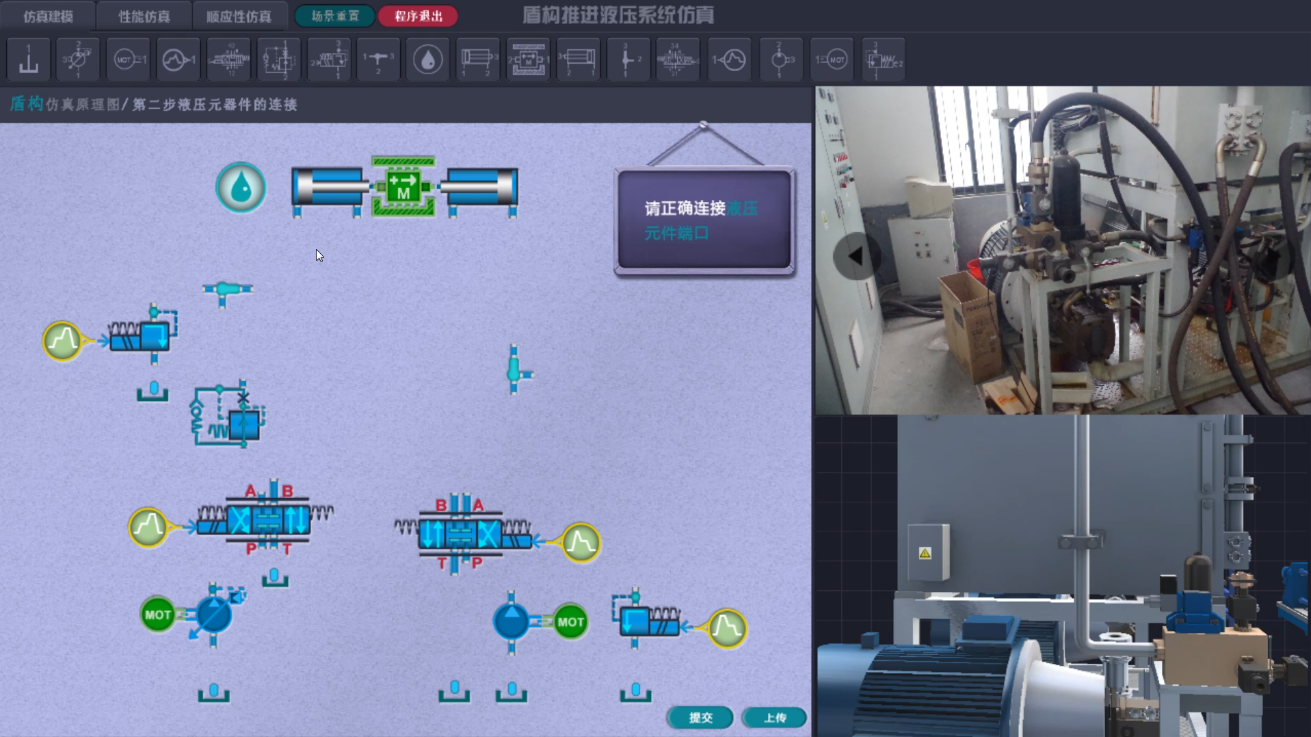 仿真建模
性能仿真
顺应性仿真
场景重置
程序退出
盾构推进液压系统仿真
盾构仿真原理图/第二步液压元器件的连接
请正确连接液压
元件端口
M
A B
P T
B A
T P
MOT
MOT
提交
上传